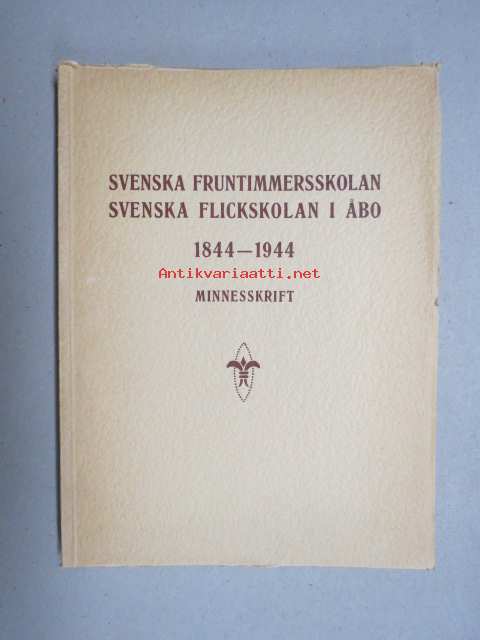 SVENSKA FRUNTIMMERSSKOLAN
SVENSKA FLICKSKOLAN I ÅBO
1844—1944
Antikvariaatti.net
MINNESSKRIFT